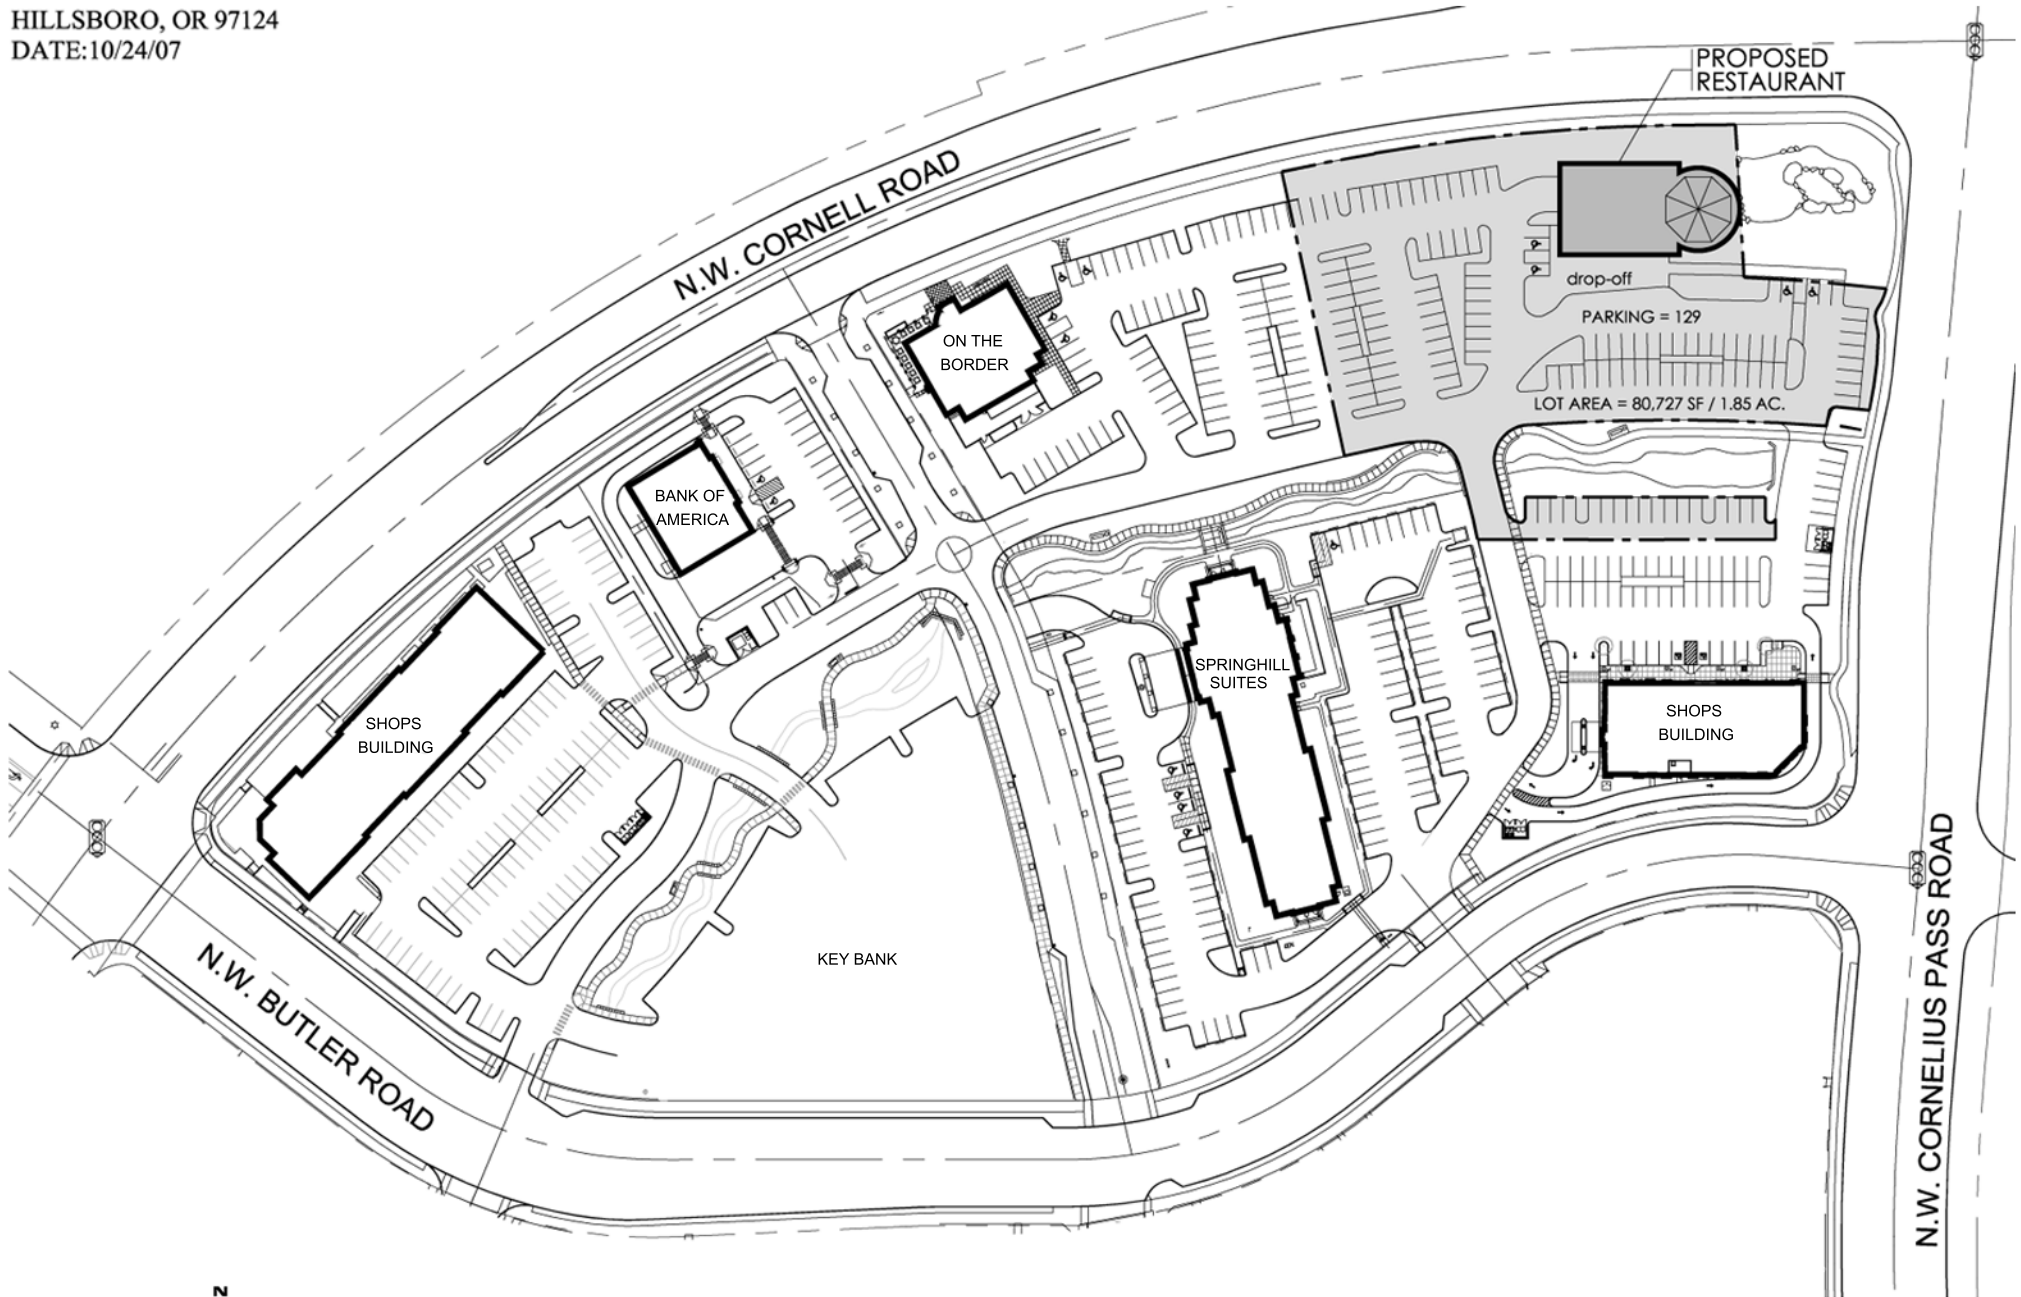 HILLSBORO, OR 97124
DATE:10/24/07
PROPOSED
RESTAURANT
N.W. CORNELL ROAD
drop-off
PARKING = 129
LOT AREA = 80,727 SF / 1.85 AC.
ON THE
BORDER
BANK OF
AMERICA
SPRINGHILL
SUITES
SHOPS
BUILDING
SHOPS
BUILDING
KEY BANK
N.W. BUTLER ROAD
N.W. CORNELIUS PASS ROAD
N